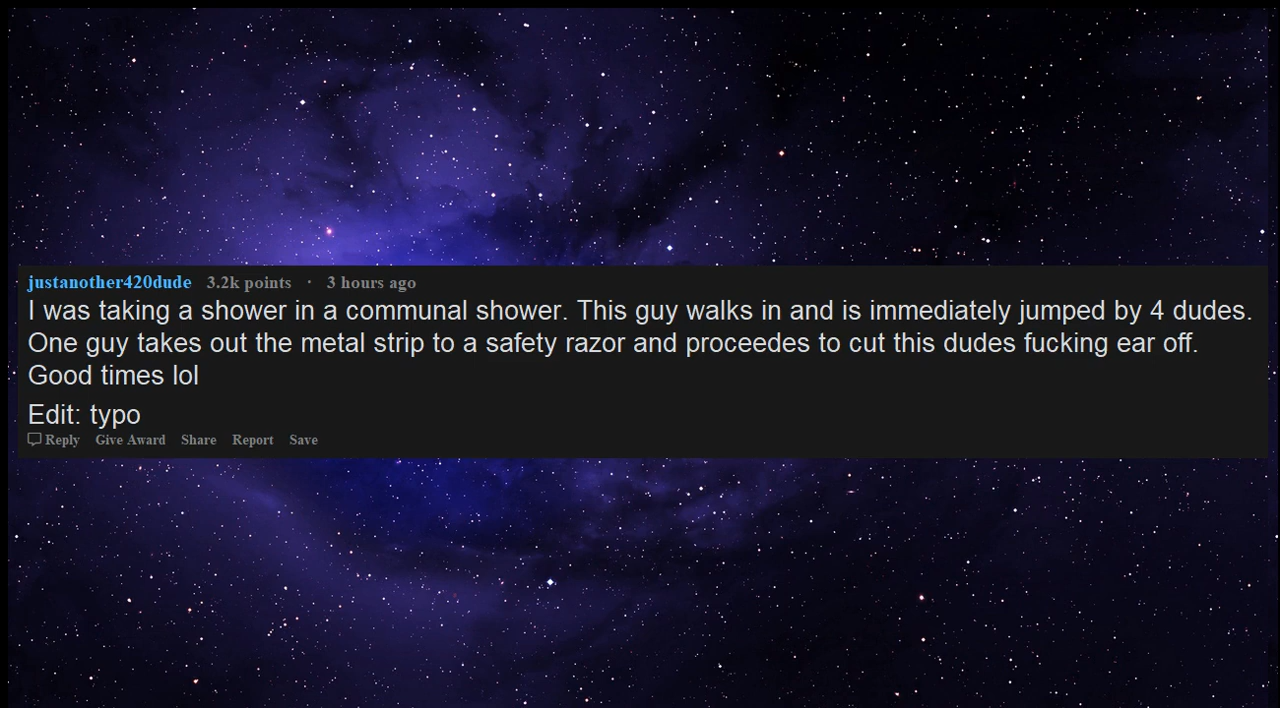 justanother420dude 3.2k points · 3 hours ago
I was taking a shower in a communal shower. This guy walks in and is immediately jumped by 4 dudes.
One guy takes out the metal strip to a safety razor and proceedes to cut this dudes fucking ear off.
Good times lol
Edit: typo
Reply Give Award Share Report Save